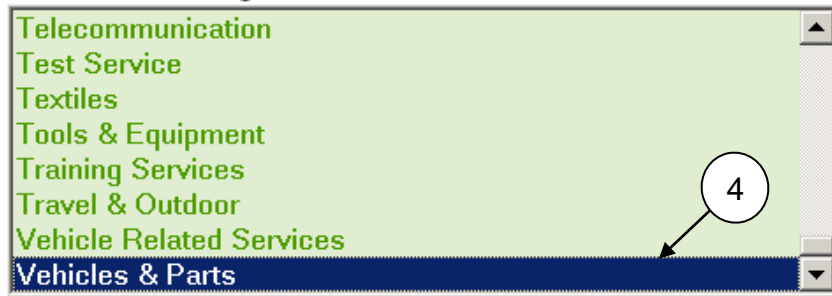 Telecommunication
Test Service
Textiles
Tools & Equipment
Training Services
Travel & Outdoor
4
Vehicle Related Services
Vehicles & Parts